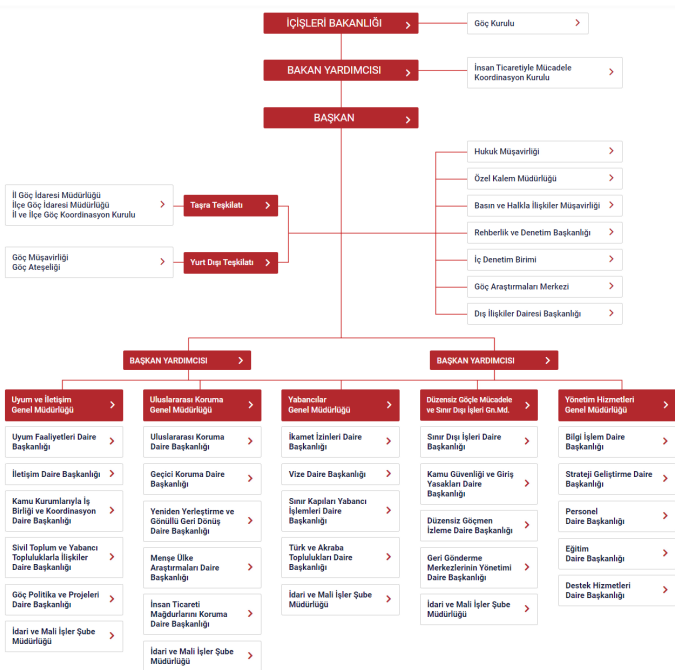 İÇİŞLERİ BAKANLIĞI
Göç Kurulu
BAKAN YARDIMCISI
İnsan Ticaretiyle Mücadele
Koordinasyon Kurulu
BAŞKAN
Hukuk Müşavirliği
Özel Kalem Müdürlüğü
Basın ve Halkla İlişkiler Müşavirliği
Rehberlik ve Denetim Başkanlığı
İç Denetim Birimi
Göç Araştırmaları Merkezi
Dış İlişkiler Dairesi Başkanlığı
İl Göç İdaresi Müdürlüğü
İlçe Göç İdaresi Müdürlüğü
İl ve İlçe Göç Koordinasyon Kurulu
Taşra Teşkilatı
Göç Müşavirliği
Göç Ateşeliği
Yurt Dışı Teşkilatı
BAŞKAN YARDIMCISI
BAŞKAN YARDIMCISI
Uyum ve İletişim
Genel Müdürlüğü
Uyum Faaliyetleri Daire
Başkanlığı
İletişim Daire Başkanlığı
Kamu Kurumlarıyla İş
Birliği ve Koordinasyon
Daire Başkanlığı
Sivil Toplum ve Yabancı
Topluluklarla İlişkiler
Daire Başkanlığı
Göç Politika ve Projeleri
Daire Başkanlığı
İdari ve Mali İşler Şube
Müdürlüğü
Uluslararası Koruma
Genel Müdürlüğü
Uluslararası Koruma
Daire Başkanlığı
Geçici Koruma Daire
Başkanlığı
Yeniden Yerleştirme ve
Gönüllü Geri Dönüş
Daire Başkanlığı
Menşe Ülke
Araştırmaları Daire
Başkanlığı
İnsan Ticareti
Mağdurlarını Koruma
Daire Başkanlığı
İdari ve Mali İşler Şube
Müdürlüğü
Yabancılar
Genel Müdürlüğü
İkamet İzinleri Daire
Başkanlığı
Vize Daire Başkanlığı
Sınır Kapıları Yabancı
İşlemleri Daire
Başkanlığı
Türk ve Akraba
Toplulukları Daire
Başkanlığı
İdari ve Mali İşler Şube
Müdürlüğü
Düzensiz Göçle Mücadele
ve Sınır Dışı İşleri Gn.Md.
Sınır Dışı İşleri Daire
Başkanlığı
Kamu Güvenliği ve Giriş
Yasakları Daire
Başkanlığı
Düzensiz Göçmen
İzleme Daire Başkanlığı
Geri Gönderme
Merkezlerinin Yönetimi
Daire Başkanlığı
İdari ve Mali İşler Şube
Müdürlüğü
Yönetim Hizmetleri
Genel Müdürlüğü
Bilgi İşlem Daire
Başkanlığı
Strateji Geliştirme Daire
Başkanlığı
Personel
Daire Başkanlığı
Eğitim
Daire Başkanlığı
Destek Hizmetleri
Daire Başkanlığı